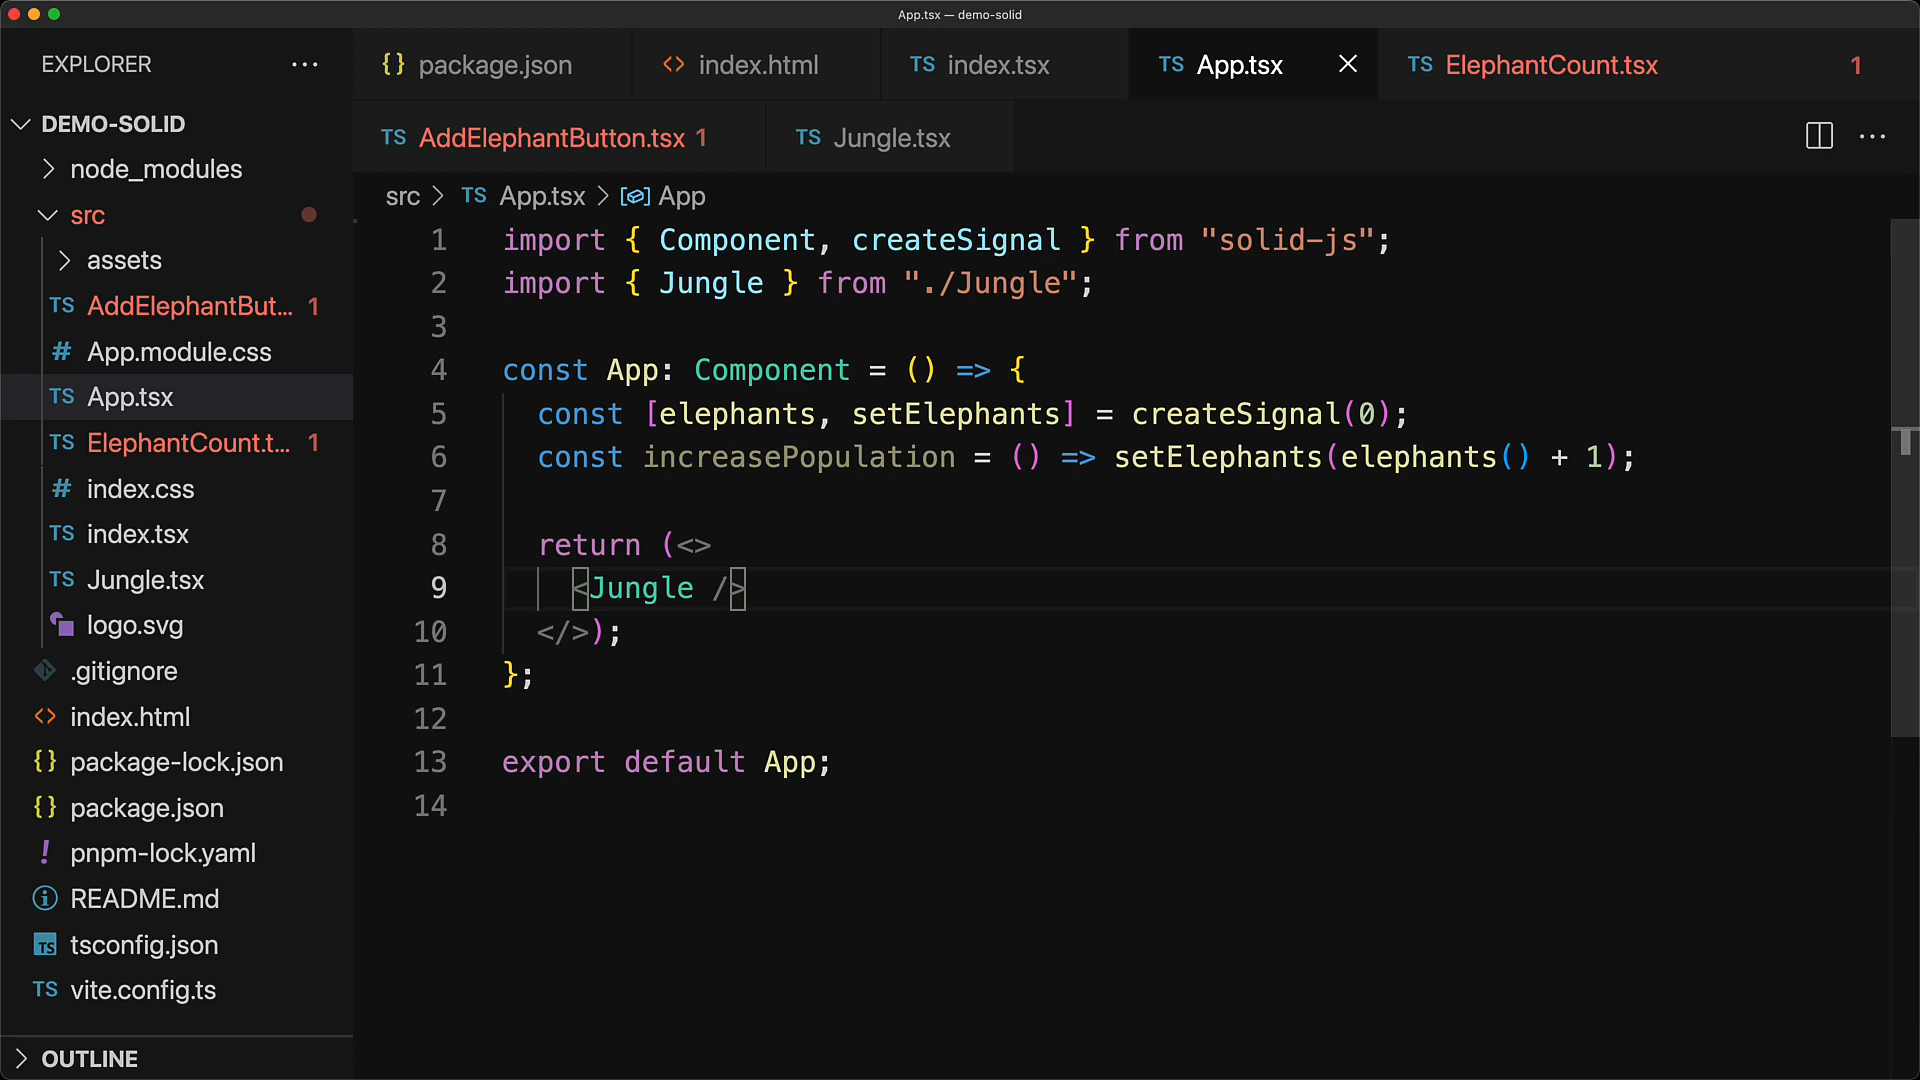 App.tsx — demo-solid
EXPLORER
DEMO-SOLID
node_modules
src
assets
TS AddElephantBut... 1
# App.module.css
TS App.tsx
TS ElephantCount.t... 1
# index.css
TS index.tsx
TS Jungle.tsx
logo.svg
.gitignore
<> index.html
{} package-lock.json
{} package.json
! pnpm-lock.yaml
README.md
TS tsconfig.json
TS vite.config.ts
OUTLINE
{} package.json
<> index.html
TS index.tsx
TS App.tsx
TS ElephantCount.tsx 1
TS AddElephantButton.tsx 1
TS Jungle.tsx
src > TS App.tsx > App
1 import { Component, createSignal } from "solid-js";
2 import { Jungle } from "./Jungle";
3
4 const App: Component = () => {
5   const [elephants, setElephants] = createSignal(0);
6   const increasePopulation = () => setElephants(elephants() + 1);
7
8   return (<>
9     <Jungle />
10   </>);
11 };
12
13 export default App;
14